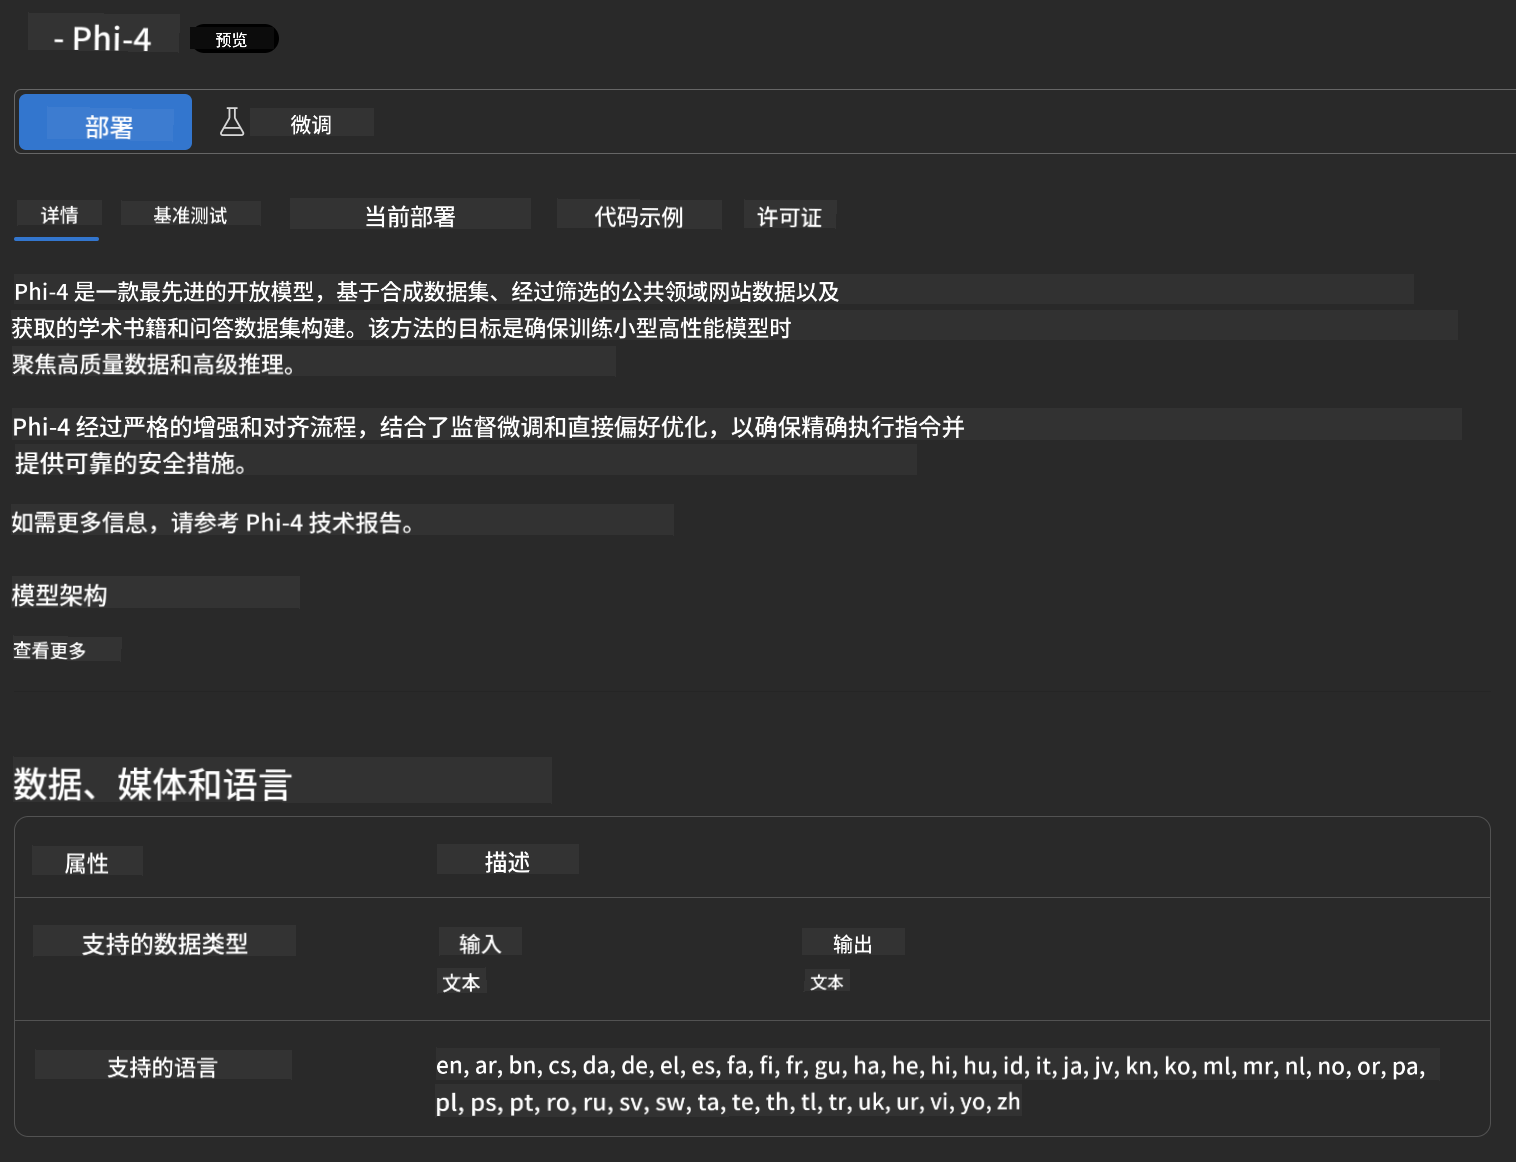 - Phi-4 预览
部署 微调
详情 基准测试 当前部署 代码示例 许可证
Phi-4 是一款最先进的开放模型，基于合成数据集、经过筛选的公共领域网站数据以及
获取的学术书籍和问答数据集构建。该方法的目标是确保训练小型高性能模型时
聚焦高质量数据和高级推理。
Phi-4 经过严格的增强和对齐流程，结合了监督微调和直接偏好优化，以确保精确执行指令并
提供可靠的安全措施。
如需更多信息，请参考 Phi-4 技术报告。
模型架构
查看更多
数据、媒体和语言
属性 描述
支持的数据类型 输入 输出
文本 文本
支持的语言 en, ar, bn, cs, da, de, el, es, fa, fi, fr, gu, ha, he, hi, hu, id, it, ja, jv, kn, ko, ml, mr, nl, no, or, pa,
pl, ps, pt, ro, ru, sv, sw, ta, te, th, tl, tr, uk, ur, vi, yo, zh